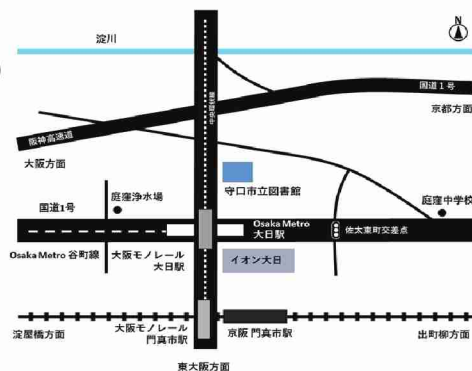 N
淀川
中央環状線
国道1号
京都方面
阪神高速道
大阪方面
守口市立図書館
庭窪浄水場
庭窪中学校
国道1号
Osaka Metro
大日駅
佐太東町交差点
Osaka Metro 谷町線
大阪モノレール
大日駅
イオン大日
淀屋橋方面
大阪モノレール
門真市駅
京阪 門真市駅
出町柳方面
東大阪方面